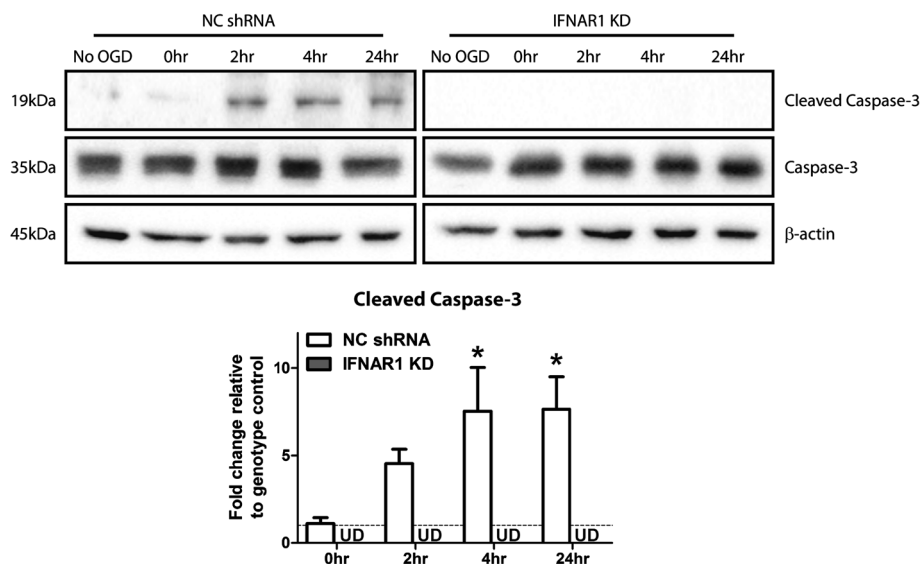 NC shRNA IFNAR1 KD
No OGD 0hr 2hr 4hr 24hr No OGD 0hr 2hr 4hr 24hr
19kDa Cleaved Caspase-3
35kDa Caspase-3
45kDa β-actin
Cleaved Caspase-3
NC shRNA
IFNAR1 KD
Fold change relative
to genotype control
10
5
0
* *
UD UD UD UD
0hr 2hr 4hr 24hr